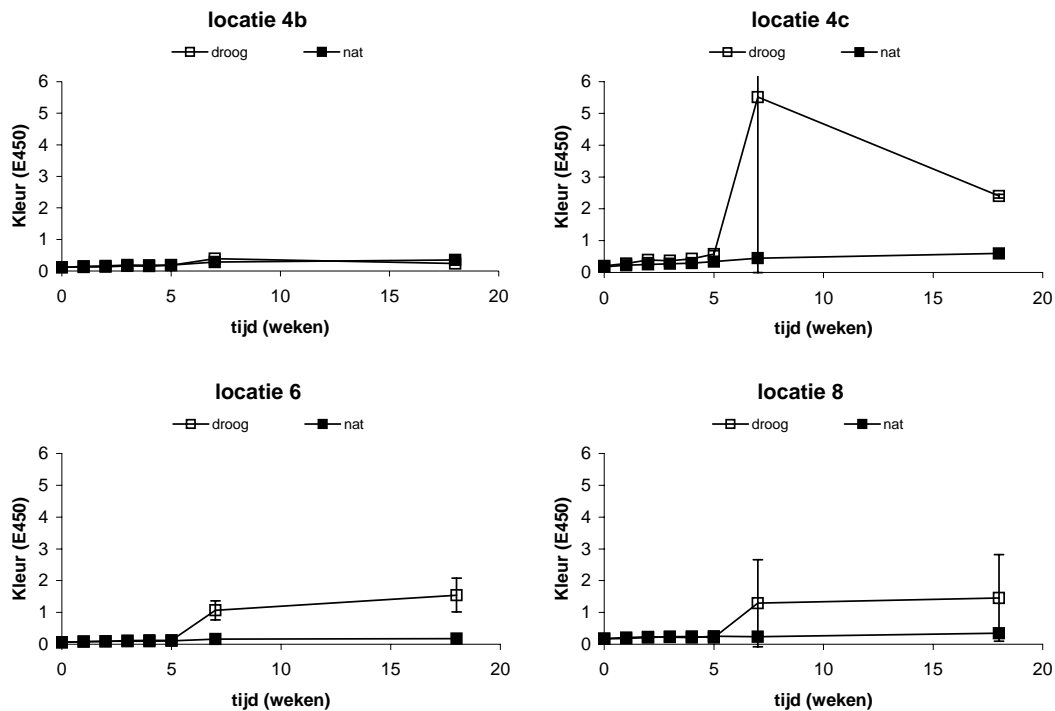 locatie 4b
droog nat
6
5
4
3
2
1
0
Kleur (E450)
0 5 10 15 20
tijd (weken)
locatie 4c
droog nat
6
5
4
3
2
1
0
Kleur (E450)
0 5 10 15 20
tijd (weken)
locatie 6
droog nat
6
5
4
3
2
1
0
Kleur (E450)
0 5 10 15 20
tijd (weken)
locatie 8
droog nat
6
5
4
3
2
1
0
Kleur (E450)
0 5 10 15 20
tijd (weken)